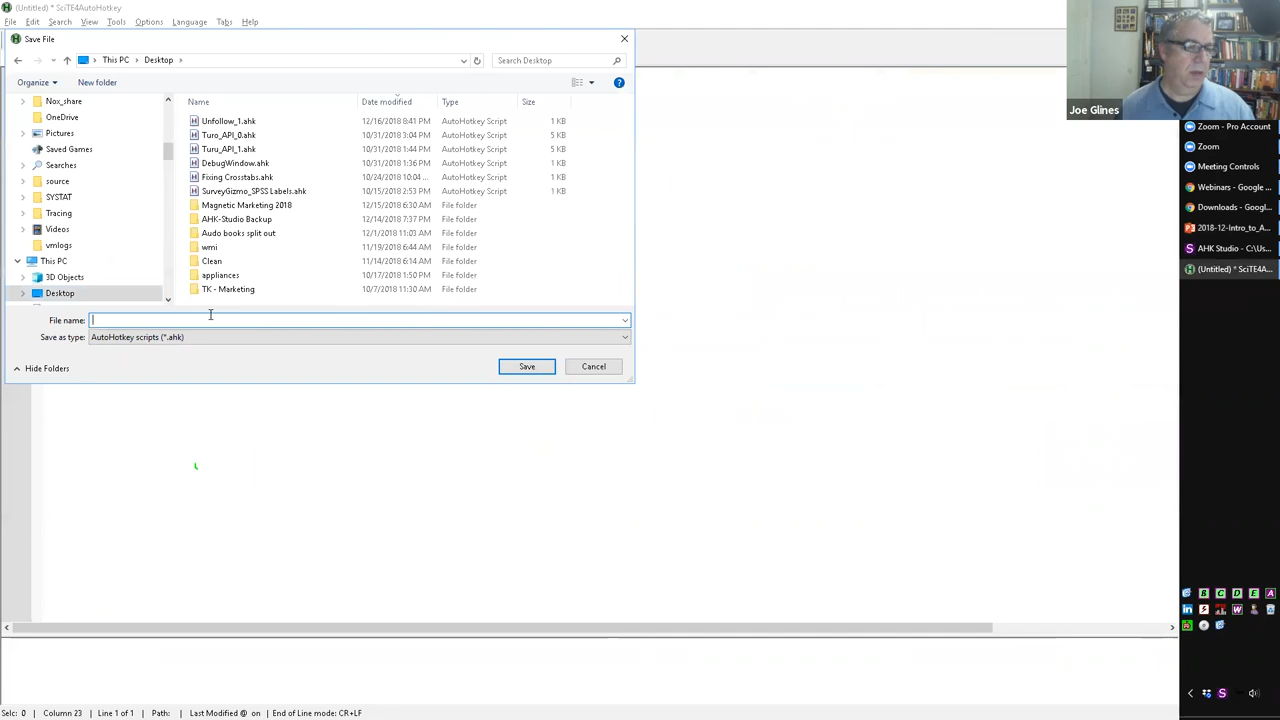 (Untitled) * SciTE4AutoHotkey
File Edit Search View Tools Options Language Tabs Help
Save File
This PC Desktop
Search Desktop
Organize New folder
Nox_share
OneDrive
Pictures
Saved Games
Searches
source
SYSTAT
Tracing
Videos
vmlogs
This PC
3D Objects
Desktop
Name Date modified Type Size
Unfollow_1.ahk 12/16/2018 6:30 PM AutoHotkey Script 1 KB
Turo_API_0.ahk 10/31/2018 3:04 PM AutoHotkey Script 5 KB
Turu_API_1.ahk 10/31/2018 1:44 PM AutoHotkey Script 5 KB
DebugWindow.ahk 10/31/2018 1:36 PM AutoHotkey Script 1 KB
Fixing Crosstabs.ahk 10/24/2018 10:04 ... AutoHotkey Script 1 KB
SurveyGizmo_SPSS Labels.ahk 10/15/2018 2:53 PM AutoHotkey Script 1 KB
Magnetic Marketing 2018 12/15/2018 6:30 AM File folder
AHK-Studio Backup 12/14/2018 7:37 PM File folder
Audo books split out 12/1/2018 11:03 AM File folder
wmi 11/19/2018 6:44 AM File folder
Clean 11/14/2018 6:14 AM File folder
appliances 10/17/2018 1:50 PM File folder
TK - Marketing 10/7/2018 11:30 AM File folder
File name:
Save as type: AutoHotkey scripts (*.ahk)
Hide Folders
Save Cancel
Joe Glines
Zoom - Pro Account
Zoom
Meeting Controls
Webinars - Google ...
Downloads - Googl...
2018-12-Intro_to_A...
AHK Studio - C:\Us...
(Untitled) * SciTE4A...
B C D E A
Selc: 0 Column 23 Line 1 of 1 Path: Last Modified @ on End of Line mode: CR+LF